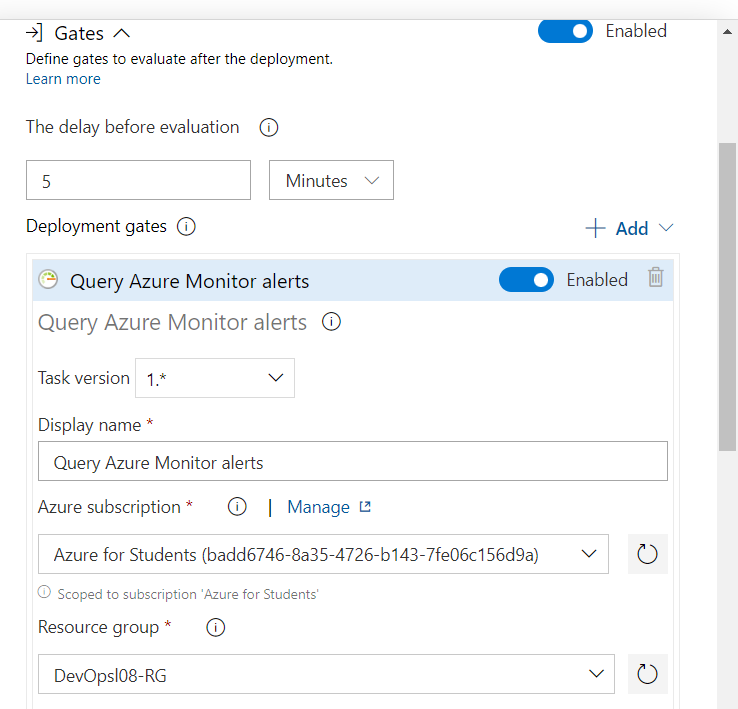 Gates
Enabled
Define gates to evaluate after the deployment.
Learn more
The delay before evaluation
5
Minutes
Deployment gates
Add
Query Azure Monitor alerts
Enabled
Query Azure Monitor alerts
Task version
1.*
Display name *
Query Azure Monitor alerts
Azure subscription *
| Manage
Azure for Students (badd6746-8a35-4726-b143-7fe06c156d9a)
Scoped to subscription 'Azure for Students'
Resource group *
DevOpsl08-RG